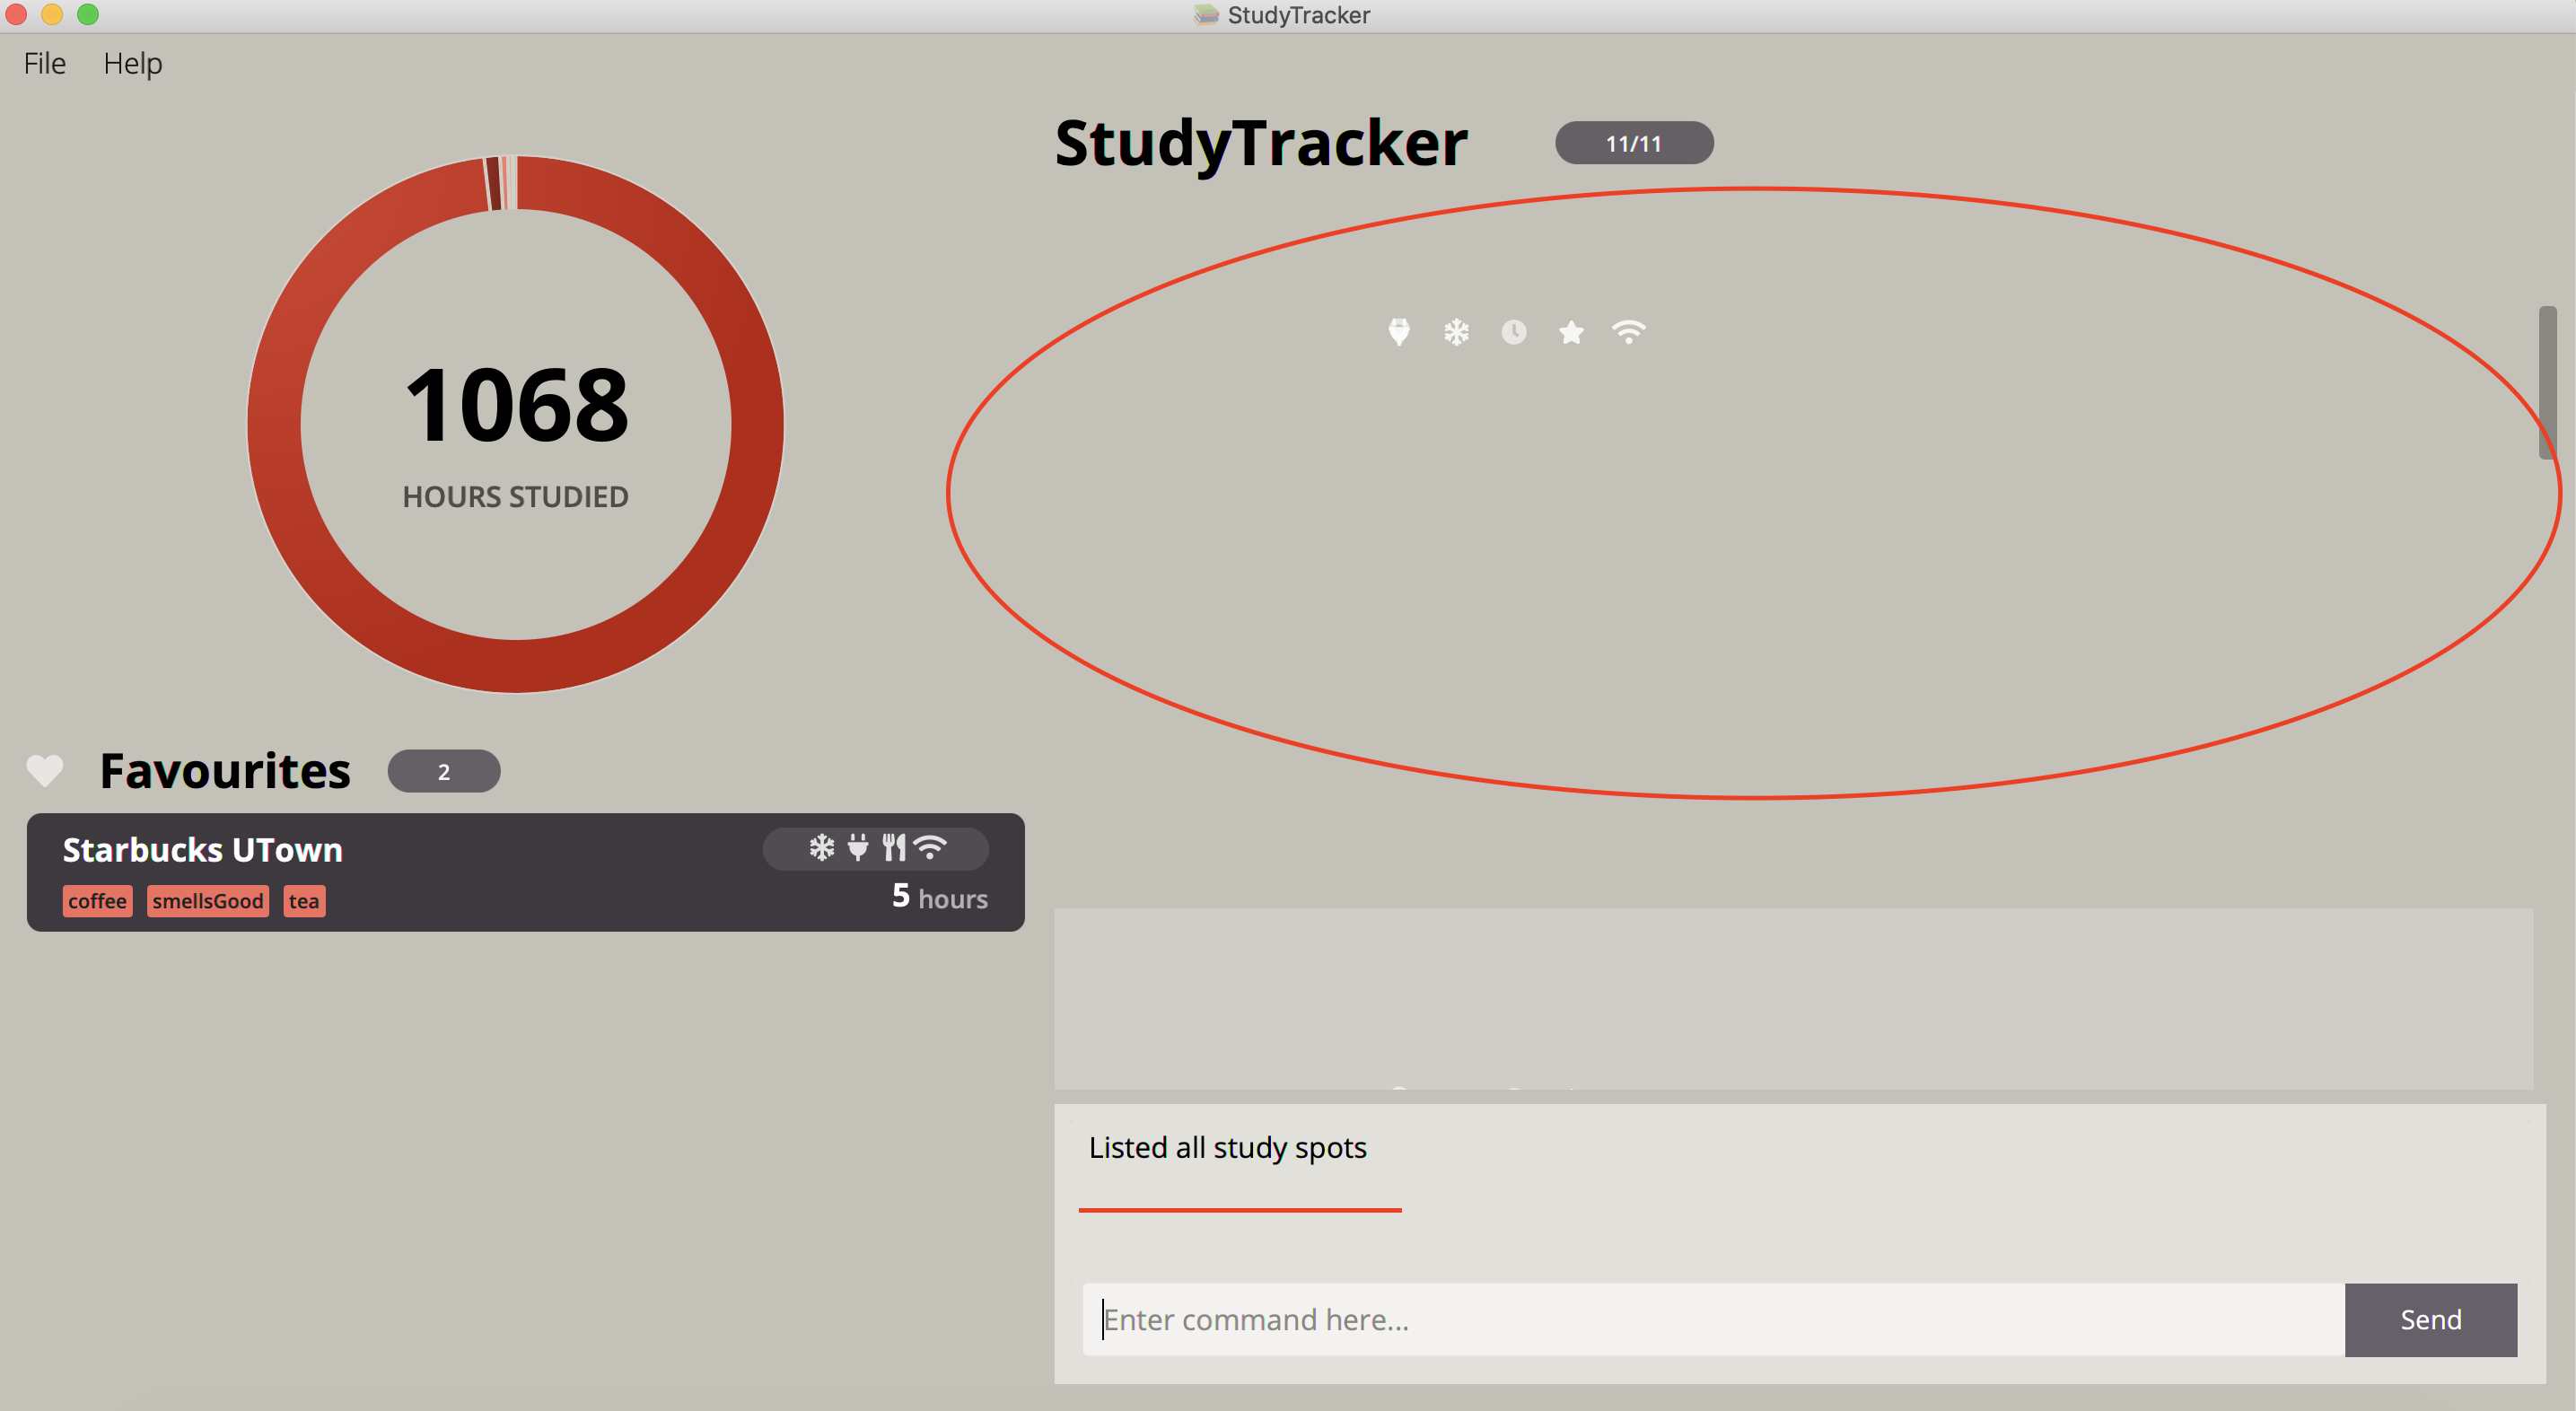 StudyTracker
File Help
StudyTracker 11/11
1068
HOURS STUDIED
Favourites 2
Starbucks UTown
coffee smellsGood tea 5 hours
Listed all study spots
Enter command here...
Send